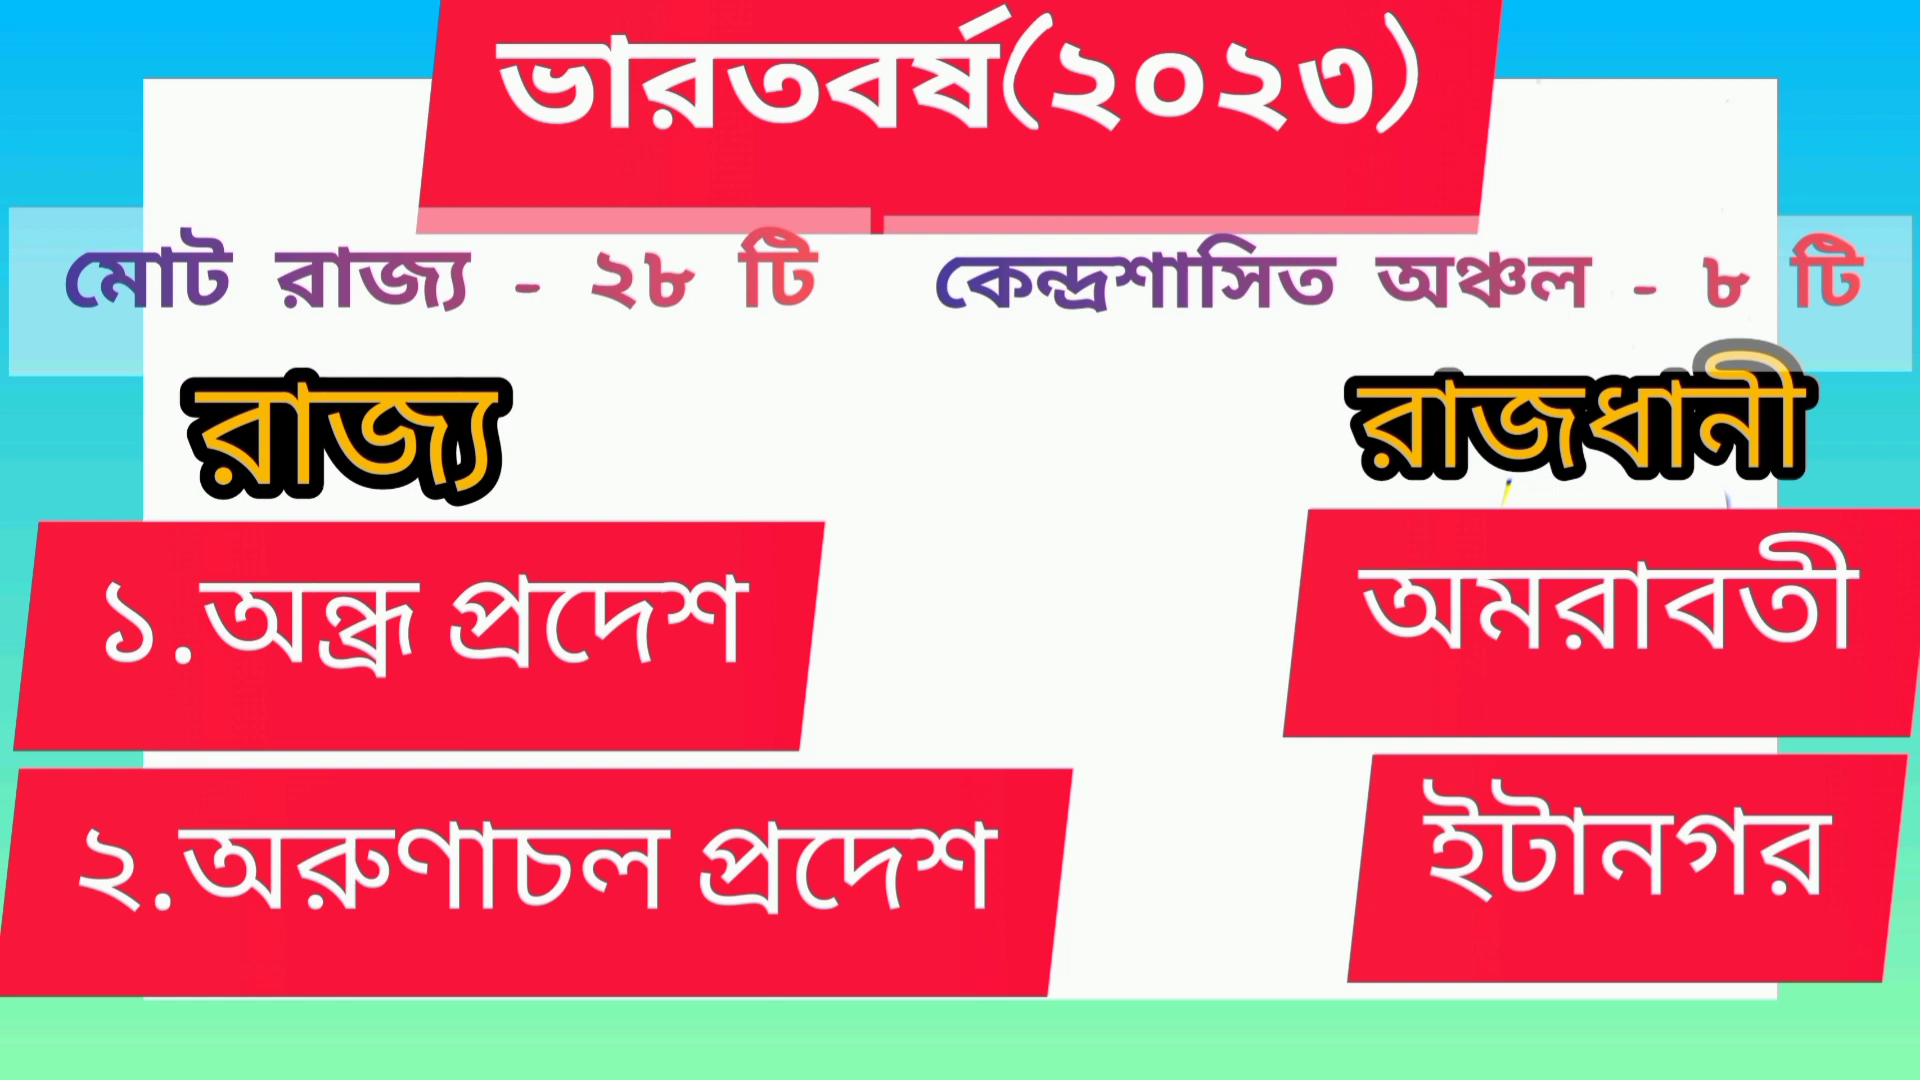 ভারতবর্ষ(২০২৩)
মোট রাজ্য - ২৮ টি কেন্দ্রশাসিত অঞ্চল - ৮ টি
রাজ্য রাজধানী
১.অন্ধ্র প্রদেশ অমরাবতী
২.অরুণাচল প্রদেশ ইটানগর